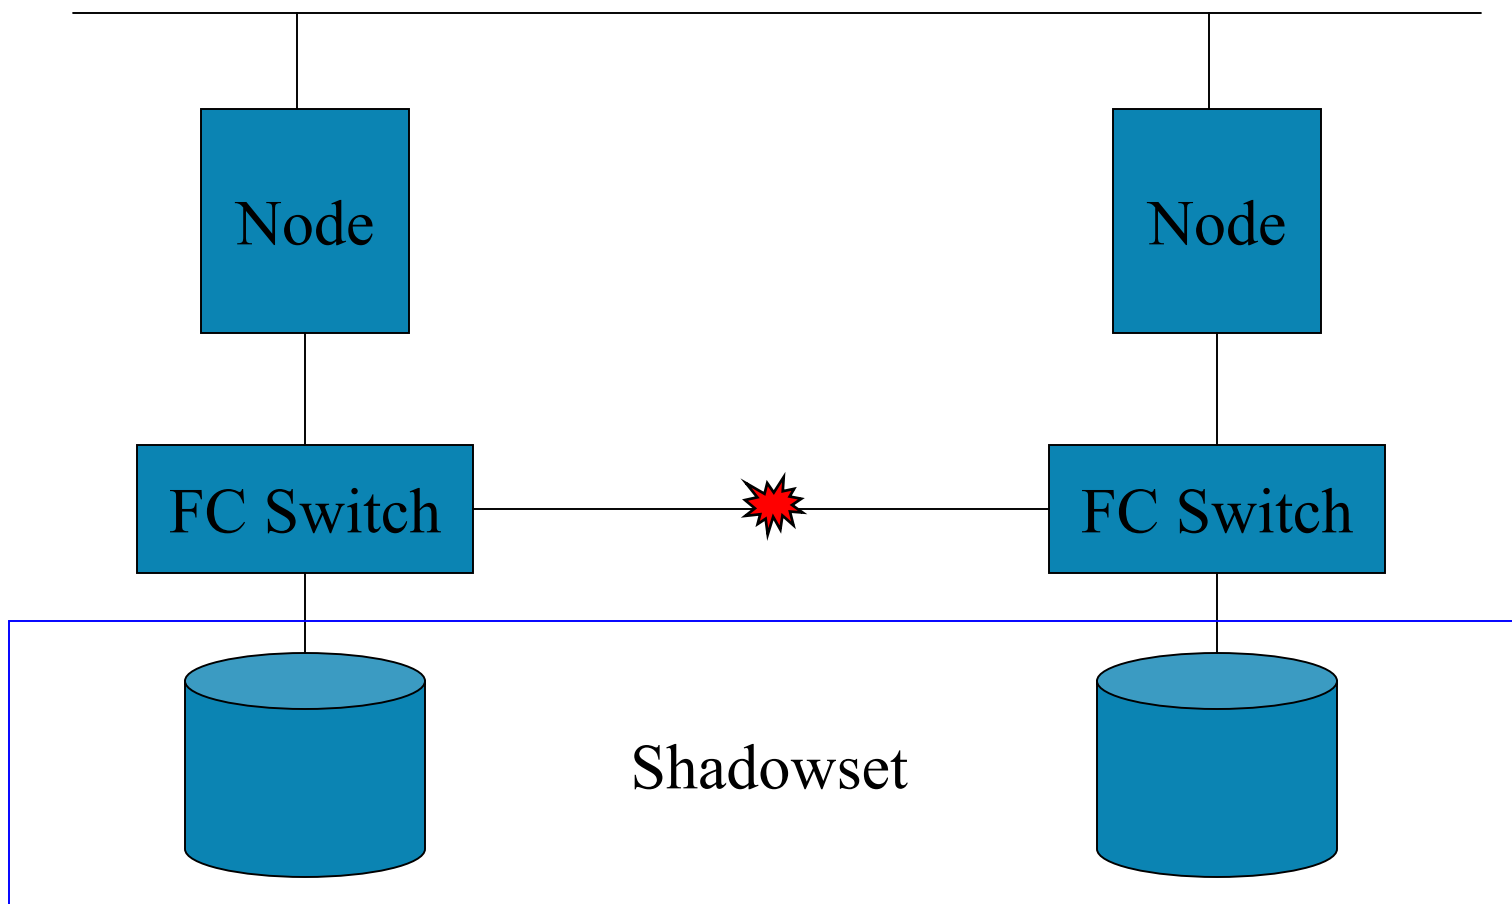 Node
Node
FC Switch
FC Switch
Shadowset